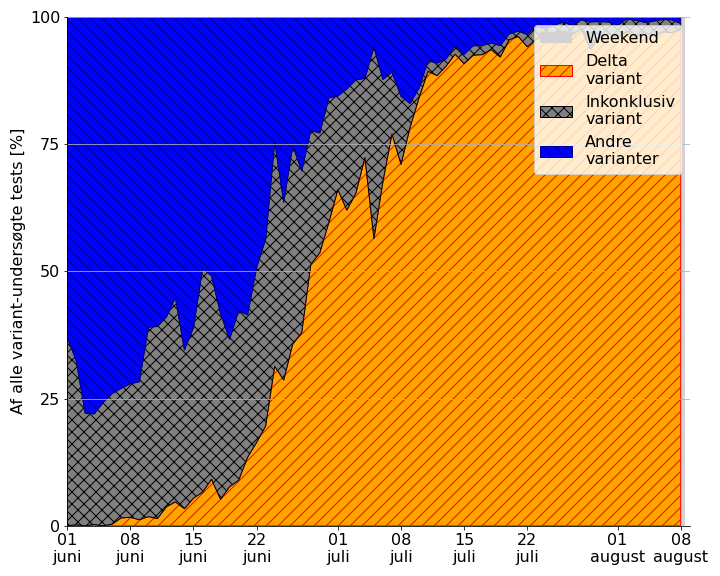 Af alle variant-undersøgte tests [%]
100
75
50
25
0
Weekend
Delta
variant
Inkonklusiv
variant
Andre
varianter
01
juni
08
juni
15
juni
22
juni
01
juli
08
juli
15
juli
22
juli
01
august
08
august